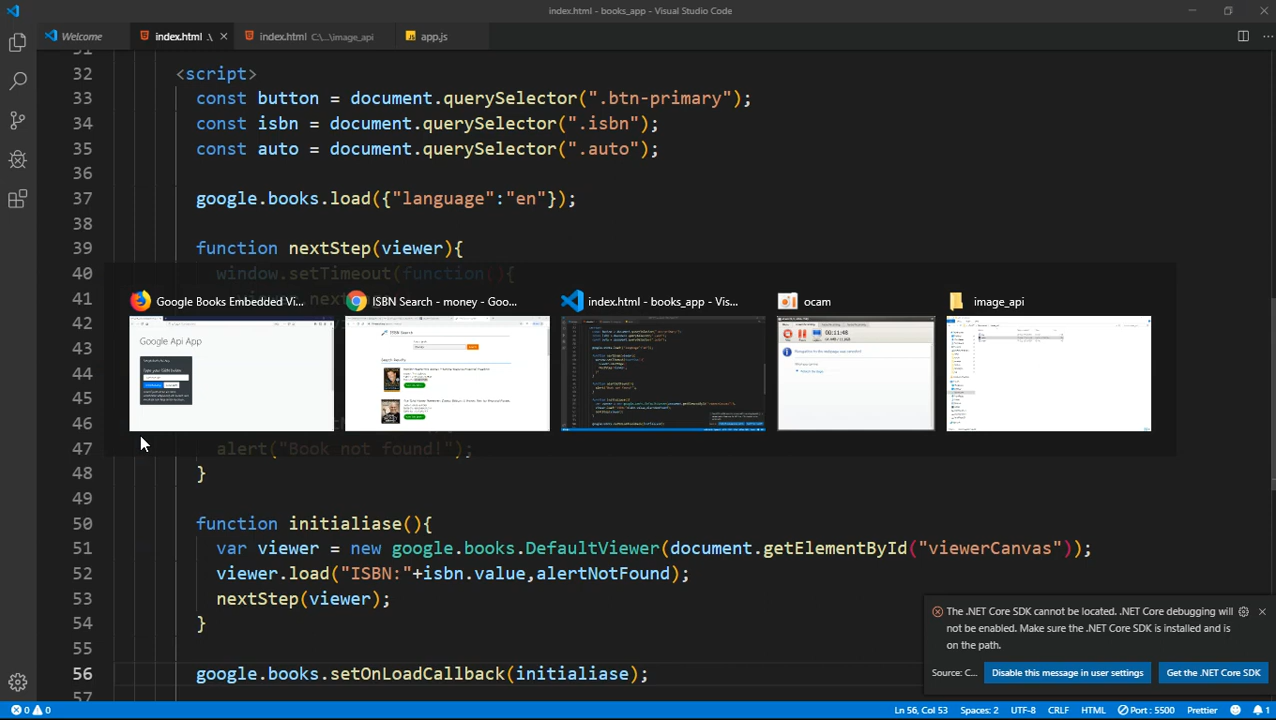 index.html - books_app - Visual Studio Code
Welcome
index.html .\
index.html C:\...\image_api
app.js
32 <script>
33 const button = document.querySelector(".btn-primary");
34 const isbn = document.querySelector(".isbn");
35 const auto = document.querySelector(".auto");
36
37 google.books.load({"language":"en"});
38
39 function nextStep(viewer){
40 window.setTimeout(function(){
41
42
43
44
45
46
47 alert("Book not found!");
48 }
49
50 function initialiase(){
51 var viewer = new google.books.DefaultViewer(document.getElementById("viewerCanvas"));
52 viewer.load("ISBN:"+isbn.value,alertNotFound);
53 nextStep(viewer);
54 }
55
56 google.books.setOnLoadCallback(initialiase);
57
Google Books Embedded Vi...
ISBN Search - money - Goo...
index.html - books_app - Vis...
ocam
image_api
Google Api App
ISBN Search
00:11:48
The .NET Core SDK cannot be located. .NET Core debugging will
not be enabled. Make sure the .NET Core SDK is installed and is
on the path.
Source: C...
Disable this message in user settings
Get the .NET Core SDK
0
0
Ln 56, Col 53
Spaces: 2
UTF-8
CRLF
HTML
Port : 5500
Prettier
1